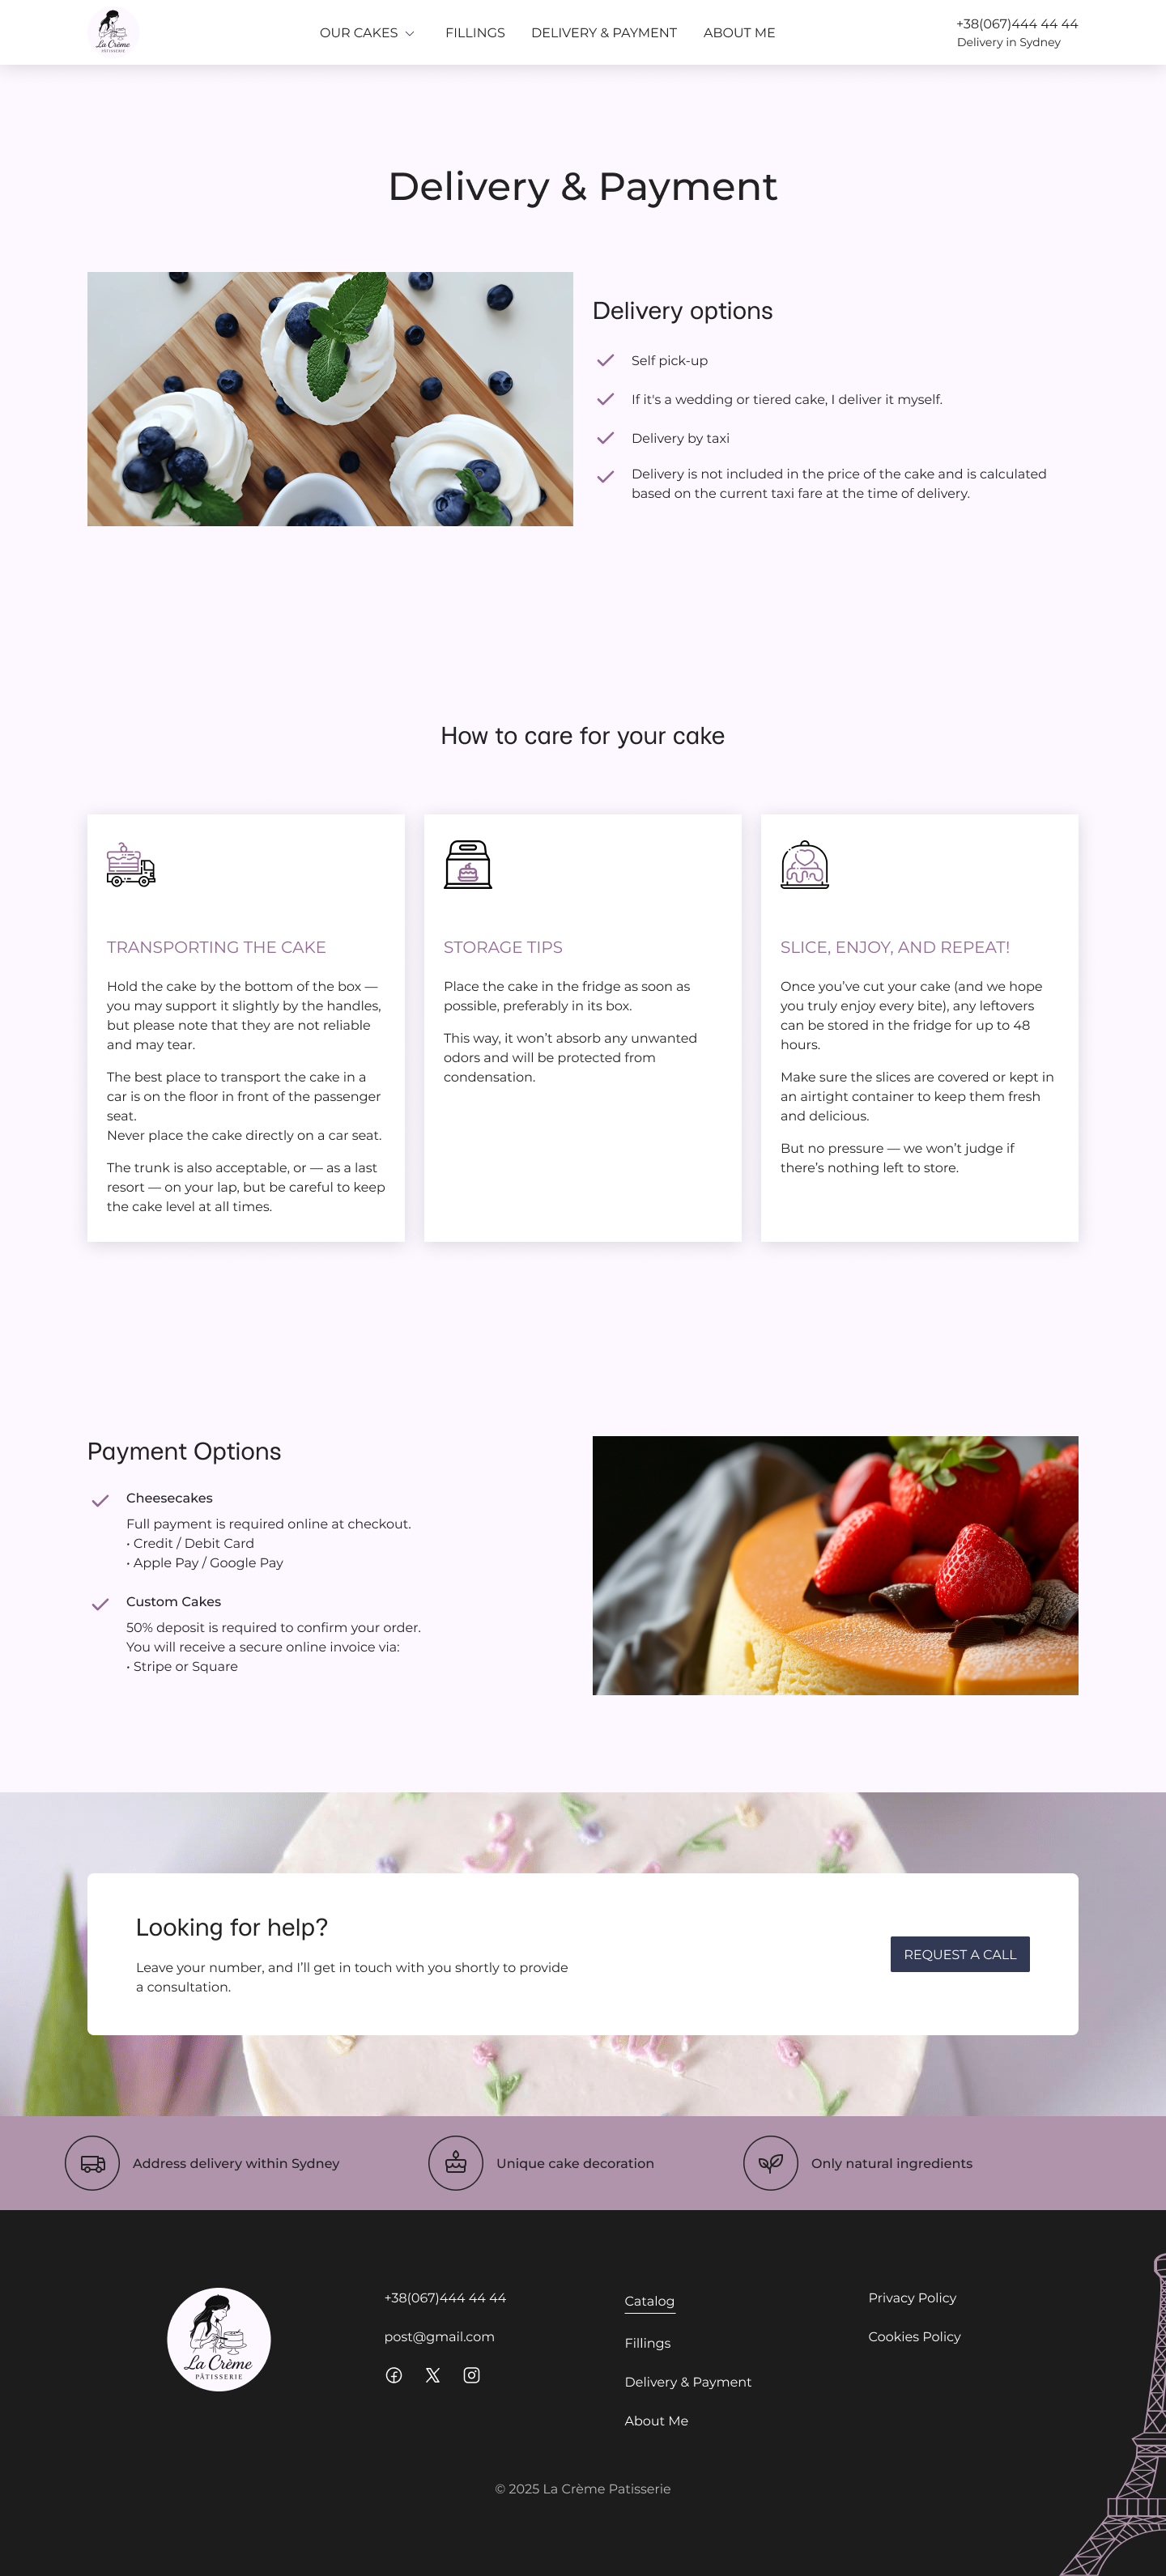 La Crème
PÂTISSERIE
OUR CAKES
FILLINGS
DELIVERY & PAYMENT
ABOUT ME
+38(067)444 44 44
Delivery in Sydney
Delivery & Payment
Delivery options
Self pick-up
If it's a wedding or tiered cake, I deliver it myself.
Delivery by taxi
Delivery is not included in the price of the cake and is calculated
based on the current taxi fare at the time of delivery.
How to care for your cake
TRANSPORTING THE CAKE
Hold the cake by the bottom of the box —
you may support it slightly by the handles,
but please note that they are not reliable
and may tear.
The best place to transport the cake in a
car is on the floor in front of the passenger
seat.
Never place the cake directly on a car seat.
The trunk is also acceptable, or — as a last
resort — on your lap, but be careful to keep
the cake level at all times.
STORAGE TIPS
Place the cake in the fridge as soon as
possible, preferably in its box.
This way, it won’t absorb any unwanted
odors and will be protected from
condensation.
SLICE, ENJOY, AND REPEAT!
Once you’ve cut your cake (and we hope
you truly enjoy every bite), any leftovers
can be stored in the fridge for up to 48
hours.
Make sure the slices are covered or kept in
an airtight container to keep them fresh
and delicious.
But no pressure — we won’t judge if
there’s nothing left to store.
Payment Options
Cheesecakes
Full payment is required online at checkout.
• Credit / Debit Card
• Apple Pay / Google Pay
Custom Cakes
50% deposit is required to confirm your order.
You will receive a secure online invoice via:
• Stripe or Square
Looking for help?
Leave your number, and I’ll get in touch with you shortly to provide
a consultation.
REQUEST A CALL
Address delivery within Sydney
Unique cake decoration
Only natural ingredients
La Crème
PÂTISSERIE
+38(067)444 44 44
post@gmail.com
Catalog
Fillings
Delivery & Payment
About Me
Privacy Policy
Cookies Policy
© 2025 La Crème Patisserie